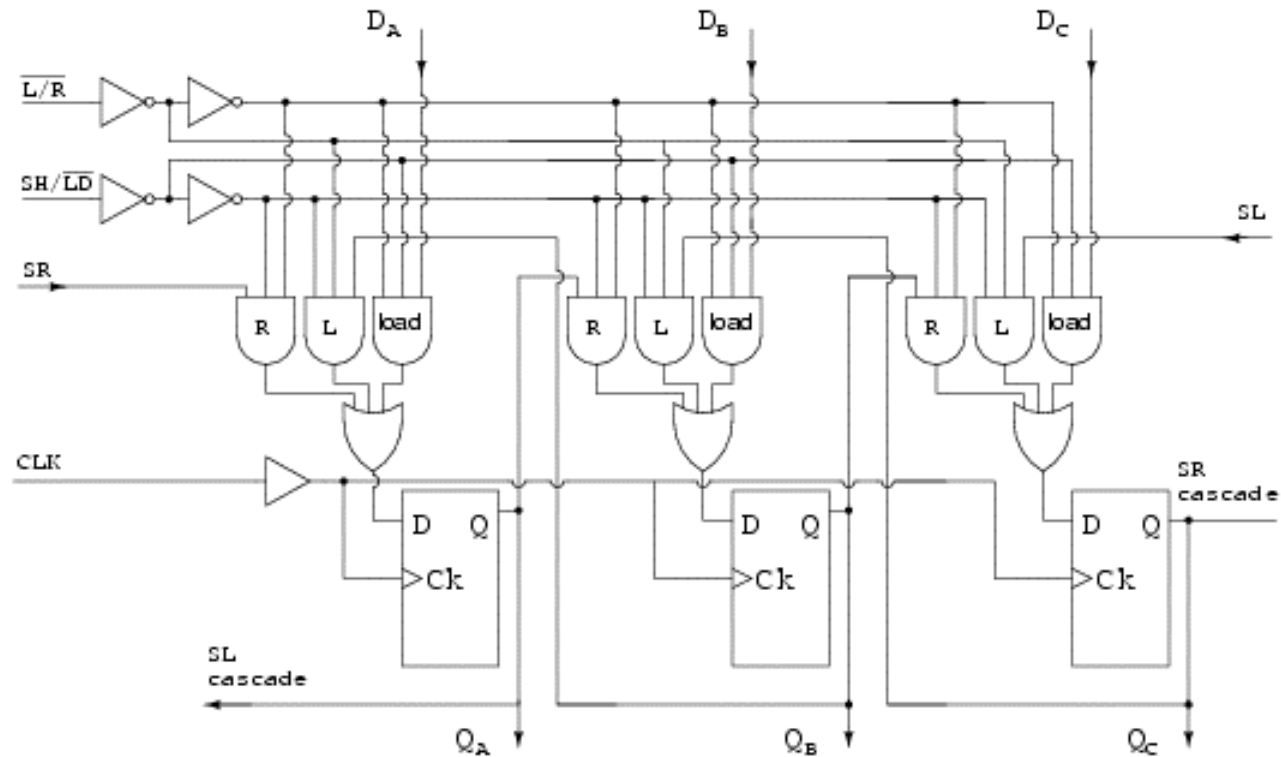 D_A D_B D_C
L̅/̅R̅
SH/L̅D̅
SL
SR
R L load R L load R L load
CLK
SR
cascade
D Q D Q D Q
Ck Ck Ck
SL
cascade
Q_A Q_B Q_C